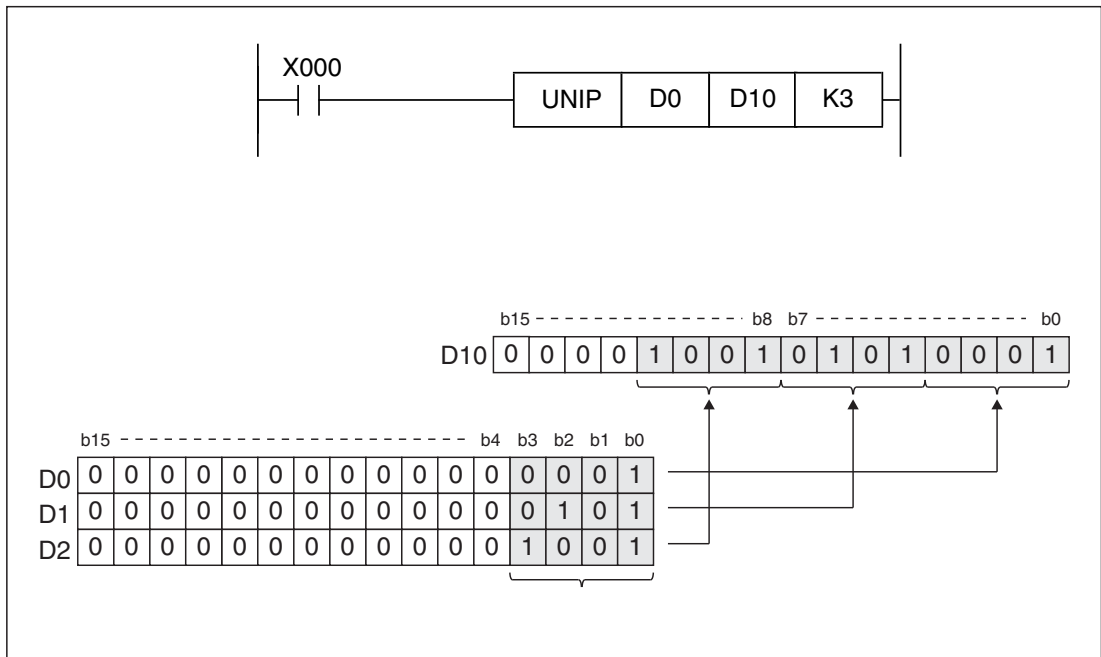 X000
UNIP D0 D10 K3
b15 b8 b7 b0
D10 0 0 0 0 1 0 0 1 0 1 0 1 0 0 0 1
b15 b4 b3 b2 b1 b0
D0 0 0 0 0 0 0 0 0 0 0 0 0 0 0 0 1
D1 0 0 0 0 0 0 0 0 0 0 0 0 0 1 0 1
D2 0 0 0 0 0 0 0 0 0 0 0 0 1 0 0 1